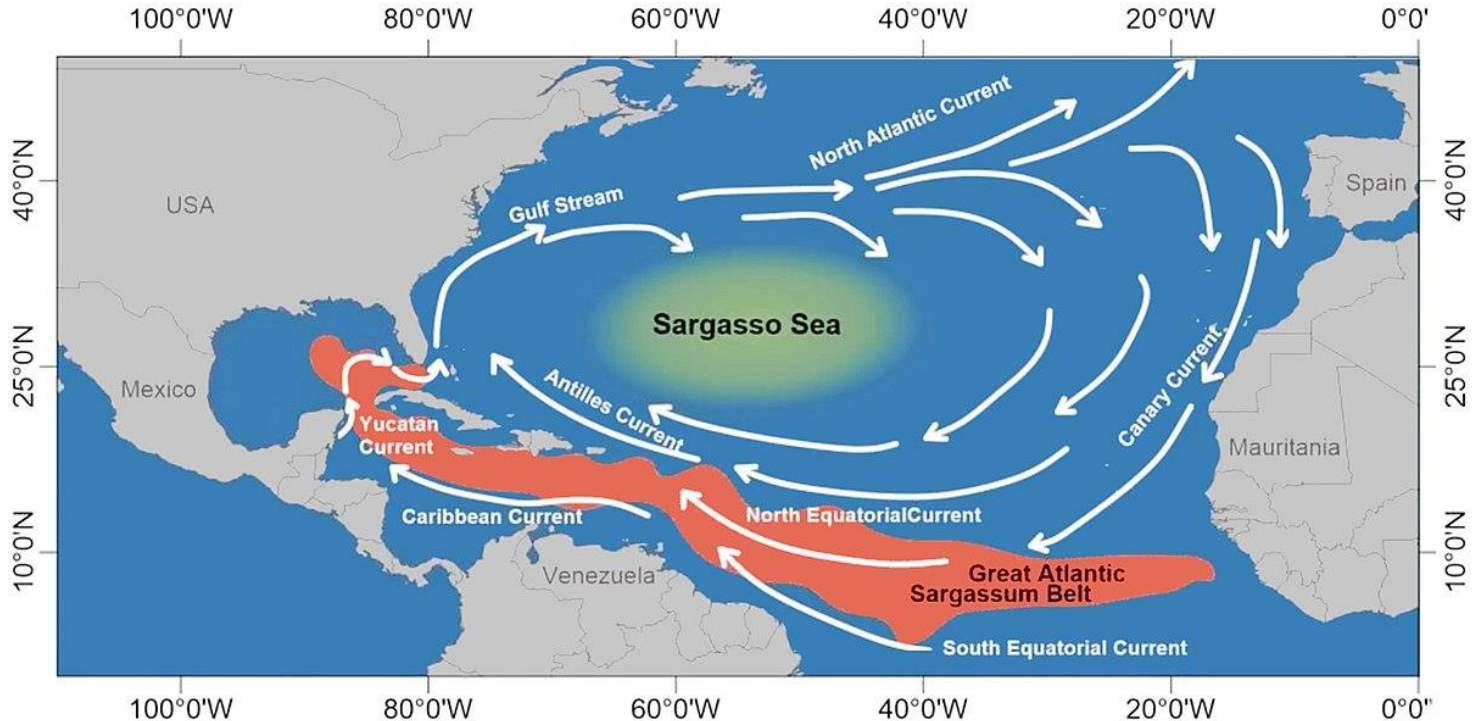 100°0'W 80°0'W 60°0'W 40°0'W 20°0'W 0°0'
North Atlantic Current
40°0'N
40°0'N
USA
Gulf Stream
Spain
Sargasso Sea
25°0'N
25°0'N
Mexico
Antilles Current
Canary Current
Yucatan
Current
Mauritania
Caribbean Current
North EquatorialCurrent
10°0'N
10°0'N
Venezuela
Great Atlantic
Sargassum Belt
South Equatorial Current
100°0'W 80°0'W 60°0'W 40°0'W 20°0'W 0°0'